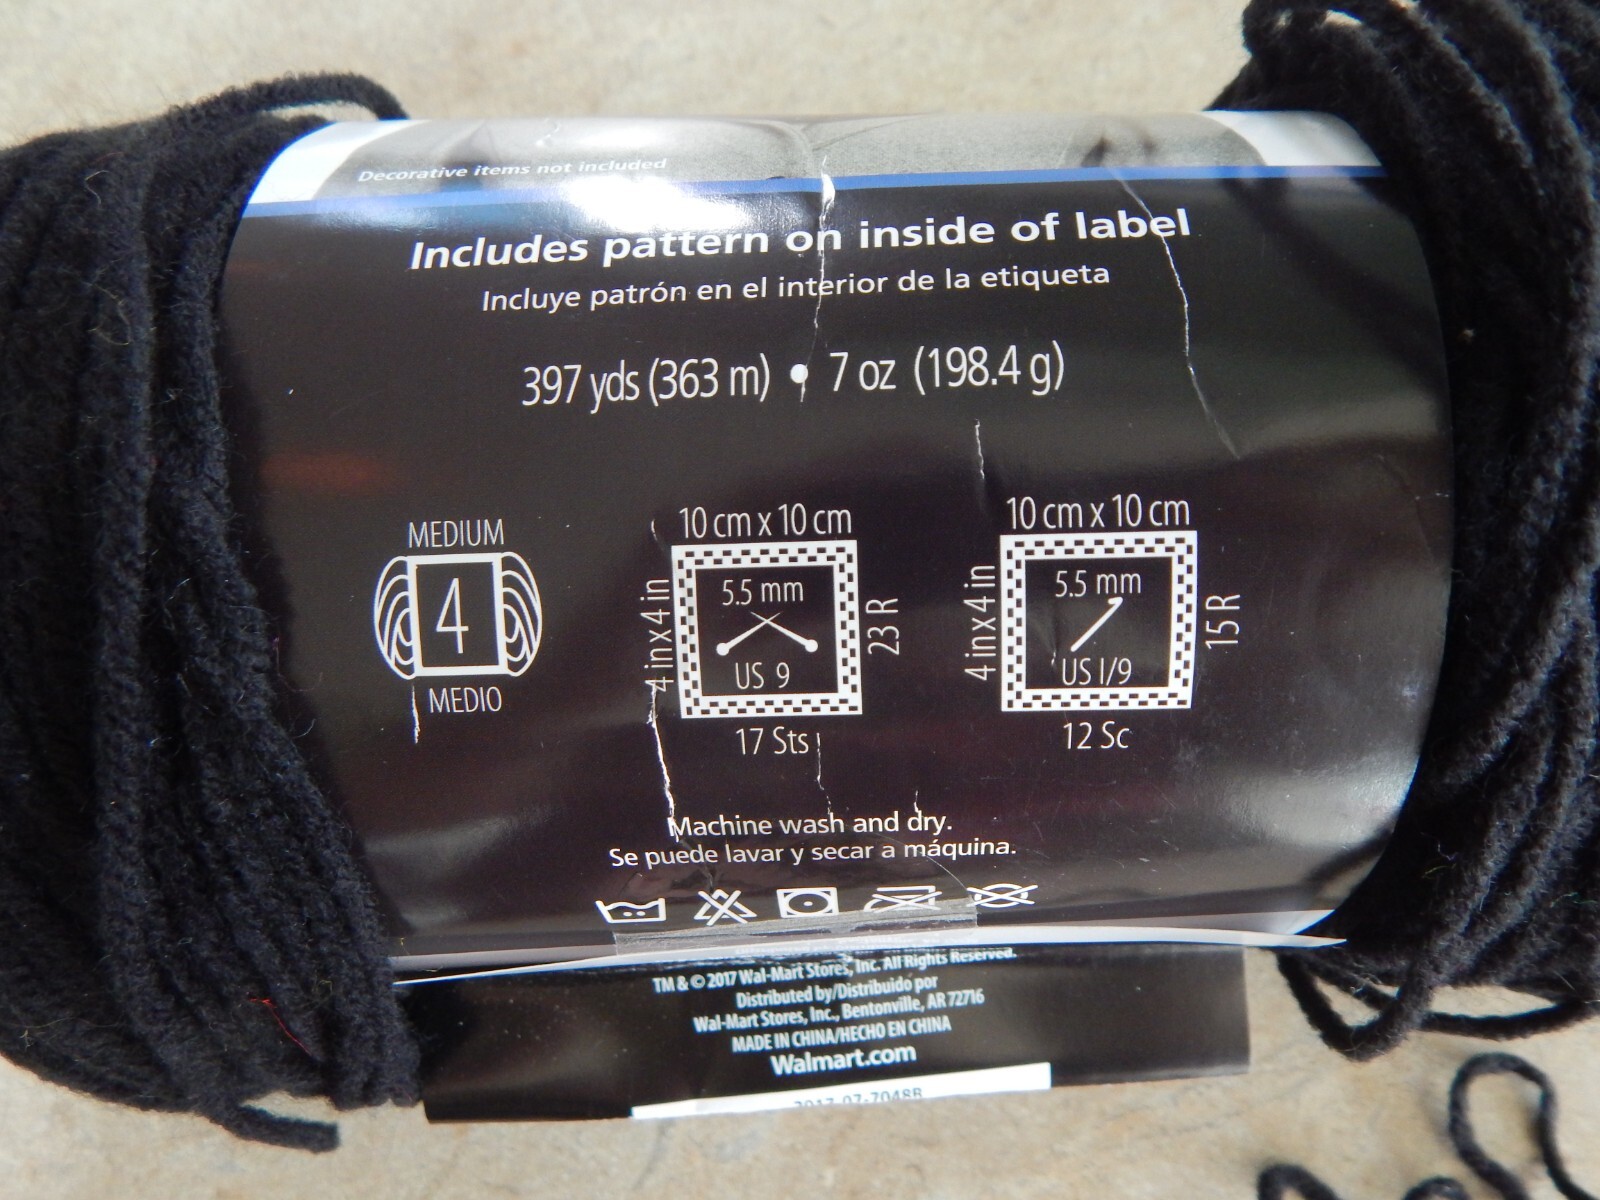 Decorative items not included
Includes pattern on inside of label
Incluye patrón en el interior de la etiqueta
397 yds (363 m) • 7 oz (198.4 g)
MEDIUM
4
MEDIO
10 cm x 10 cm
4 in x 4 in
5.5 mm
US 9
23 R
17 Sts
10 cm x 10 cm
4 in x 4 in
5.5 mm
US I/9
15 R
12 Sc
Machine wash and dry.
Se puede lavar y secar a máquina.
TM & © 2017 Wal-Mart Stores, Inc. All Rights Reserved.
Distributed by/Distribuido por
Wal-Mart Stores, Inc., Bentonville, AR 72716
MADE IN CHINA/HECHO EN CHINA
Walmart.com
2017-07-7048B